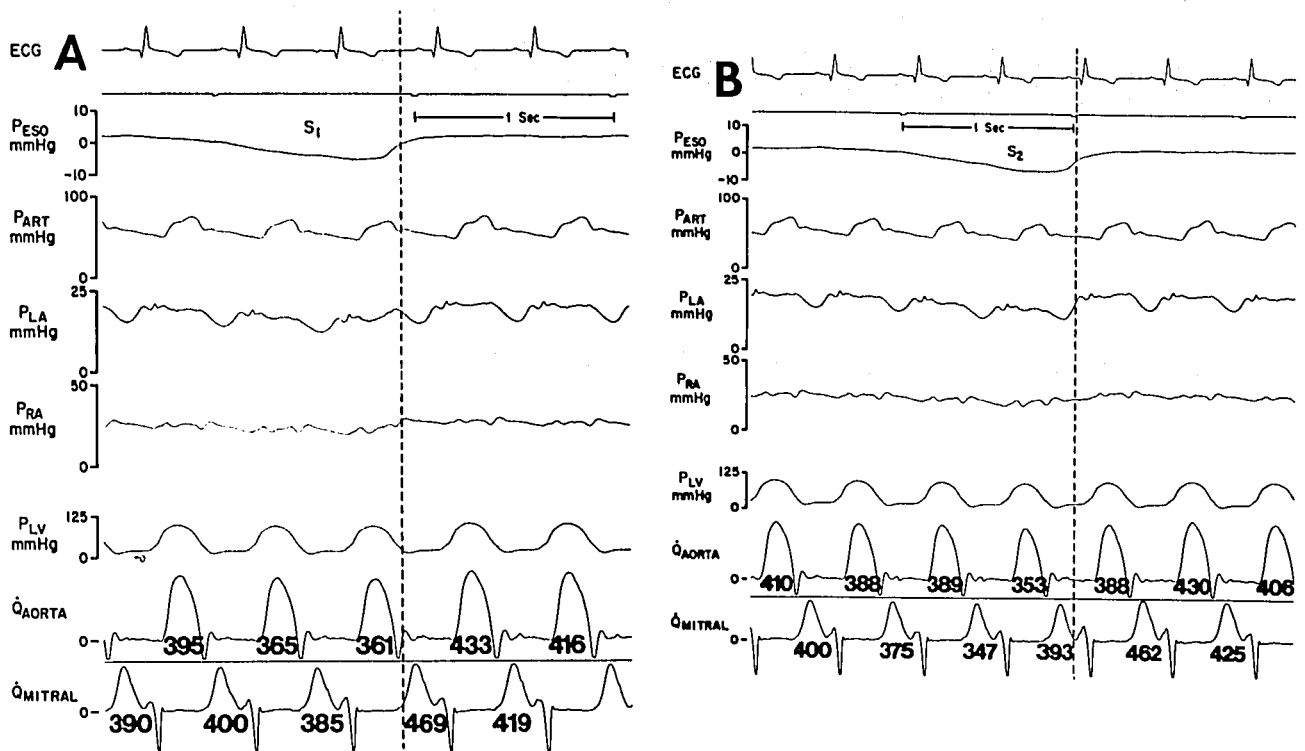 A
ECG
10
PESO
mmHg
0
-10
S1
1 Sec
100
PART
mmHg
0
25
PLA
mmHg
0
50
PRA
mmHg
0
125
PLV
mmHg
0
Q̇AORTA
0-
395 365 361 433 416
Q̇MITRAL
0-
390 400 385 469 419
B
ECG
10
PESO
mmHg
0
-10
1 Sec
S2
100
PART
mmHg
0
25
PLA
mmHg
0
50
PRA
mmHg
0
125
PLV
mmHg
0
Q̇AORTA
0-
410 388 389 353 388 430 406
Q̇MITRAL
0-
400 375 347 393 462 425